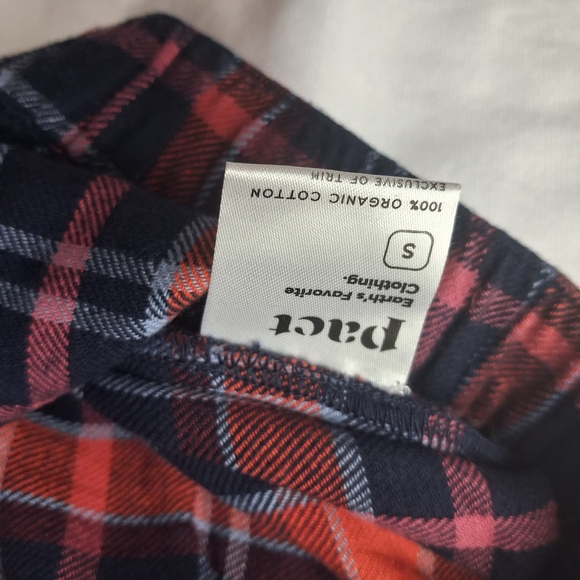 pact
Earth's Favorite
Clothing.
S
100% ORGANIC COTTON
EXCLUSIVE OF TRIM